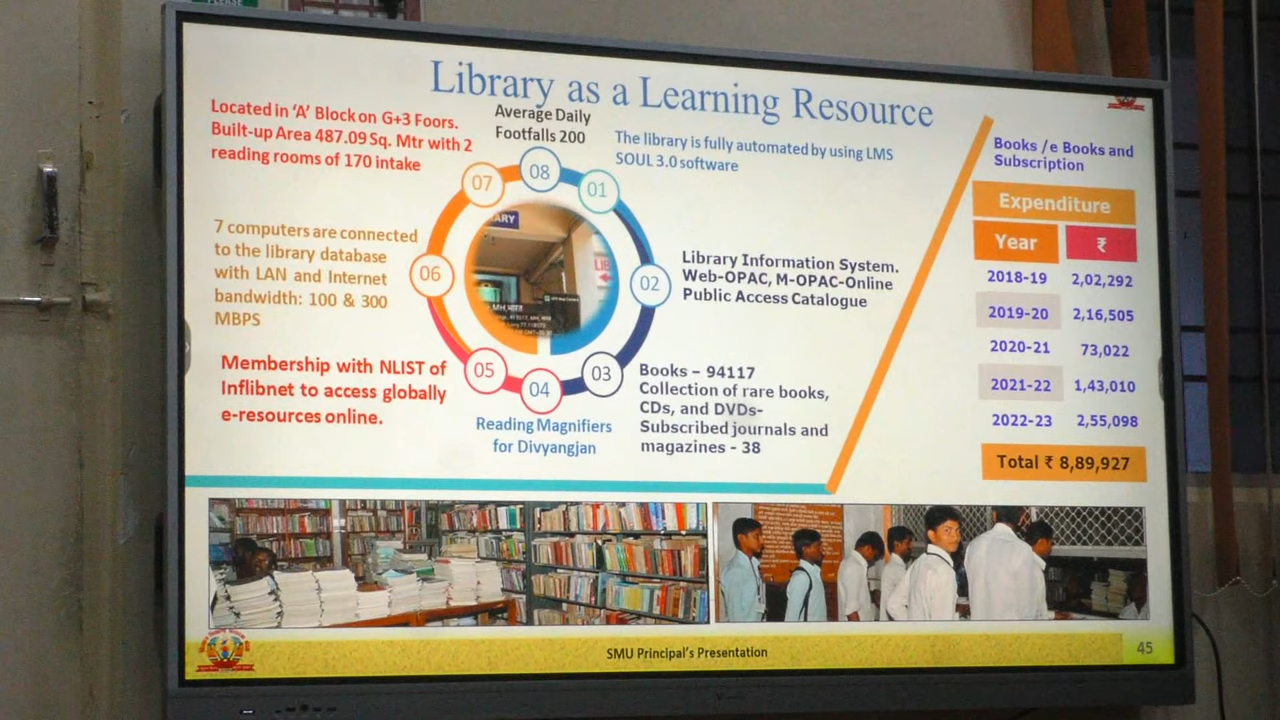 PLEASE
Library as a Learning Resource
Located in 'A' Block on G+3 Foors.
Built-up Area 487.09 Sq. Mtr with 2
reading rooms of 170 intake
Average Daily
Footfalls 200
The library is fully automated by using LMS
SOUL 3.0 software
07
08
01
7 computers are connected
to the library database
with LAN and Internet
bandwidth: 100 & 300
MBPS
06
ARY
LIB
02
Library Information System.
Web-OPAC, M-OPAC-Online
Public Access Catalogue
Membership with NLIST of
Inflibnet to access globally
e-resources online.
05
04
03
Reading Magnifiers
for Divyangjan
Books – 94117
Collection of rare books,
CDs, and DVDs-
Subscribed journals and
magazines - 38
Books /e Books and
Subscription
Expenditure
Year ₹
2018-19 2,02,292
2019-20 2,16,505
2020-21 73,022
2021-22 1,43,010
2022-23 2,55,098
Total ₹ 8,89,927
SMU Principal's Presentation
45